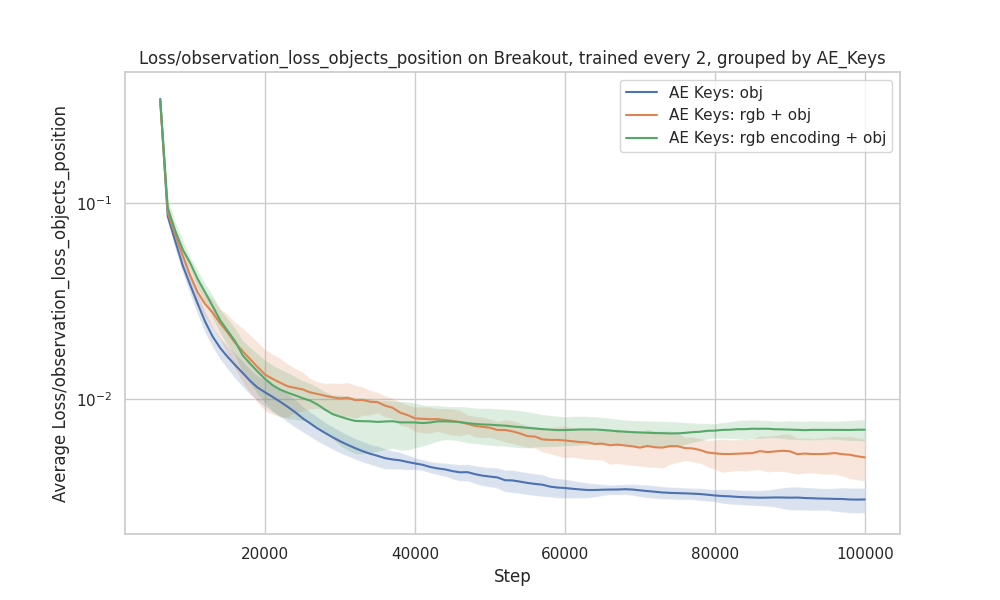 Loss/observation_loss_objects_position on Breakout, trained every 2, grouped by AE_Keys
AE Keys: obj
AE Keys: rgb + obj
AE Keys: rgb encoding + obj
Average Loss/observation_loss_objects_position
10⁻¹
10⁻²
20000 40000 60000 80000 100000
Step